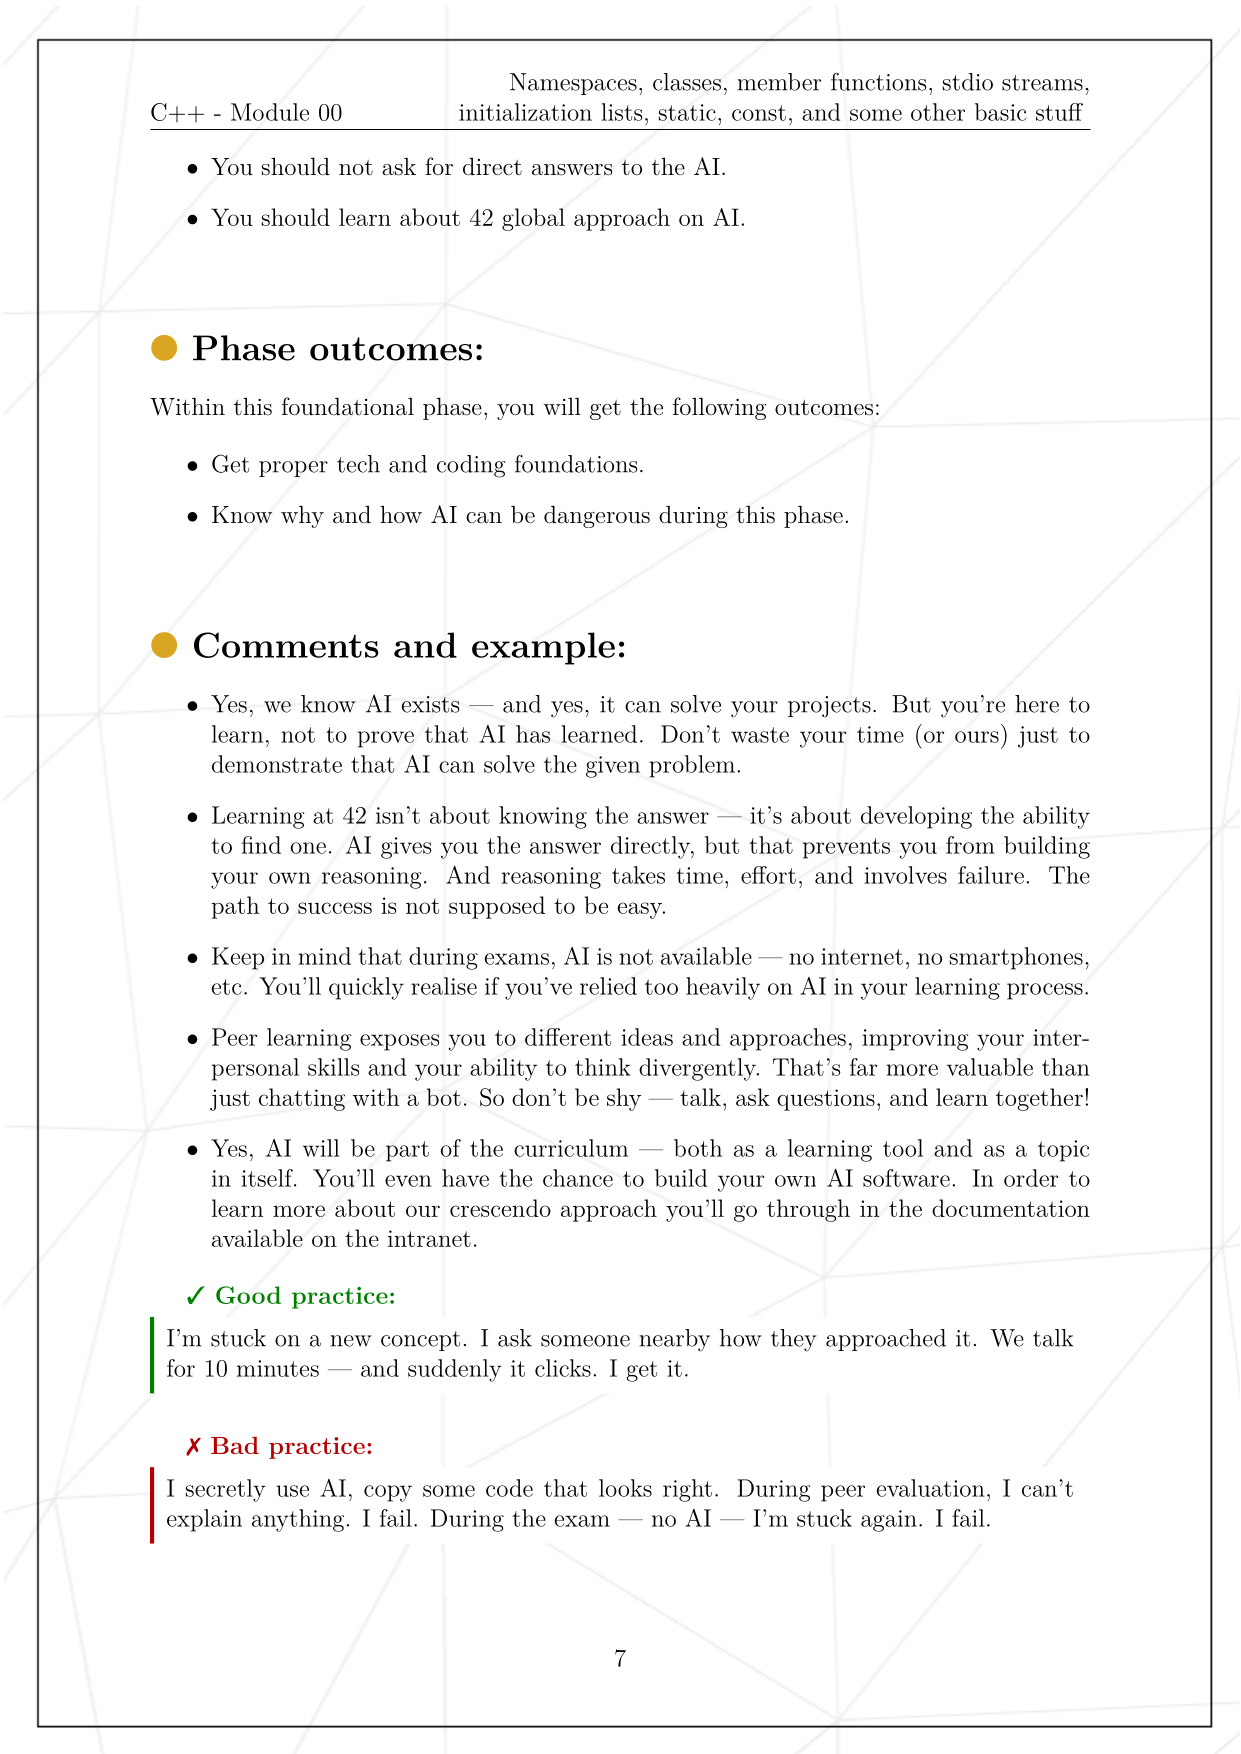 Namespaces, classes, member functions, stdio streams,
C++ - Module 00 initialization lists, static, const, and some other basic stuff
• You should not ask for direct answers to the AI.
• You should learn about 42 global approach on AI.
Phase outcomes:
Within this foundational phase, you will get the following outcomes:
• Get proper tech and coding foundations.
• Know why and how AI can be dangerous during this phase.
Comments and example:
• Yes, we know AI exists — and yes, it can solve your projects. But you're here to
learn, not to prove that AI has learned. Don't waste your time (or ours) just to
demonstrate that AI can solve the given problem.
• Learning at 42 isn't about knowing the answer — it's about developing the ability
to find one. AI gives you the answer directly, but that prevents you from building
your own reasoning. And reasoning takes time, effort, and involves failure. The
path to success is not supposed to be easy.
• Keep in mind that during exams, AI is not available — no internet, no smartphones,
etc. You'll quickly realise if you've relied too heavily on AI in your learning process.
• Peer learning exposes you to different ideas and approaches, improving your inter-
personal skills and your ability to think divergently. That's far more valuable than
just chatting with a bot. So don't be shy — talk, ask questions, and learn together!
• Yes, AI will be part of the curriculum — both as a learning tool and as a topic
in itself. You'll even have the chance to build your own AI software. In order to
learn more about our crescendo approach you'll go through in the documentation
available on the intranet.
✓ Good practice:
I'm stuck on a new concept. I ask someone nearby how they approached it. We talk
for 10 minutes — and suddenly it clicks. I get it.
✗ Bad practice:
I secretly use AI, copy some code that looks right. During peer evaluation, I can't
explain anything. I fail. During the exam — no AI — I'm stuck again. I fail.
7